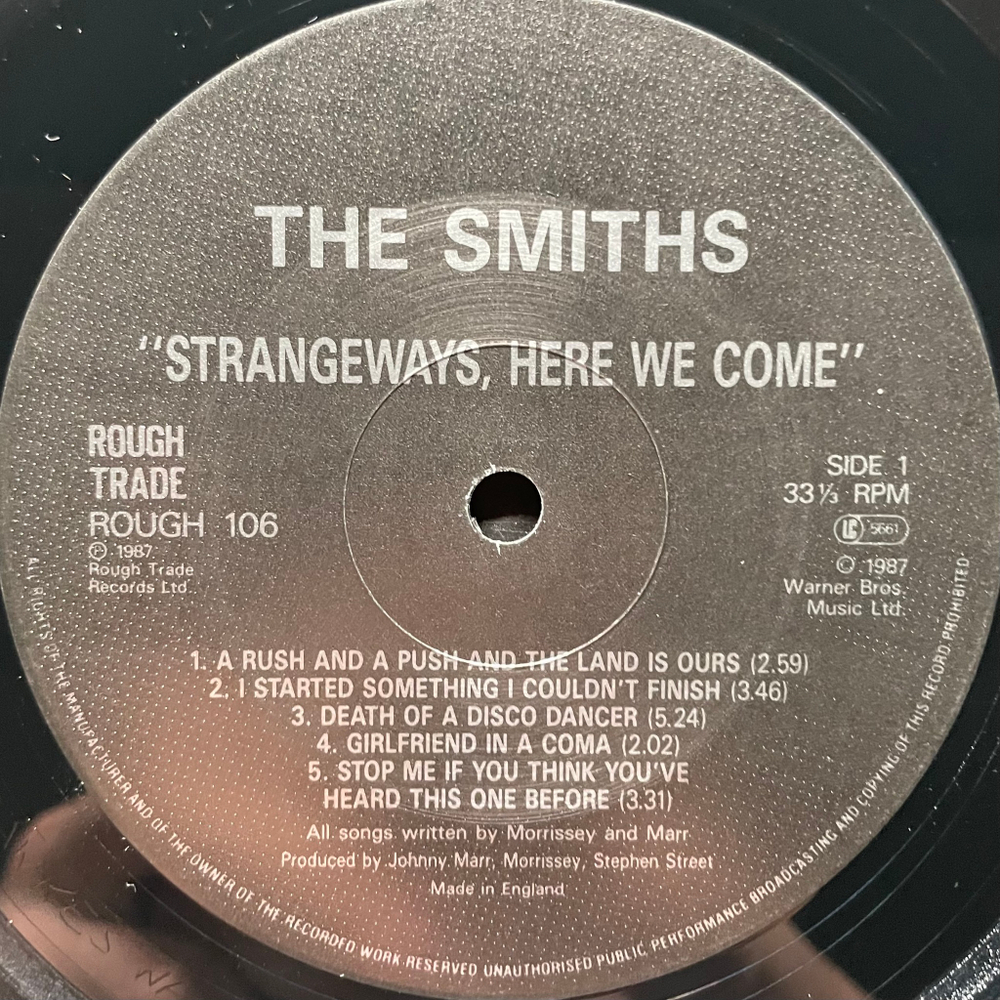 THE SMITHS
"STRANGEWAYS, HERE WE COME"
ROUGH
TRADE
ROUGH 106
℗ 1987
Rough Trade
Records Ltd.
SIDE 1
33⅓ RPM
LC 5661
© 1987
Warner Bros.
Music Ltd.
1. A RUSH AND A PUSH AND THE LAND IS OURS (2.59)
2. I STARTED SOMETHING I COULDN'T FINISH (3.46)
3. DEATH OF A DISCO DANCER (5.24)
4. GIRLFRIEND IN A COMA (2.02)
5. STOP ME IF YOU THINK YOU'VE
HEARD THIS ONE BEFORE (3.31)
All songs written by Morrissey and Marr
Produced by Johnny Marr, Morrissey, Stephen Street
Made in England
ALL RIGHTS OF THE MANUFACTURER AND OF THE OWNER OF THE RECORDED WORK RESERVED UNAUTHORISED PUBLIC PERFORMANCE BROADCASTING AND COPYING OF THIS RECORD PROHIBITED